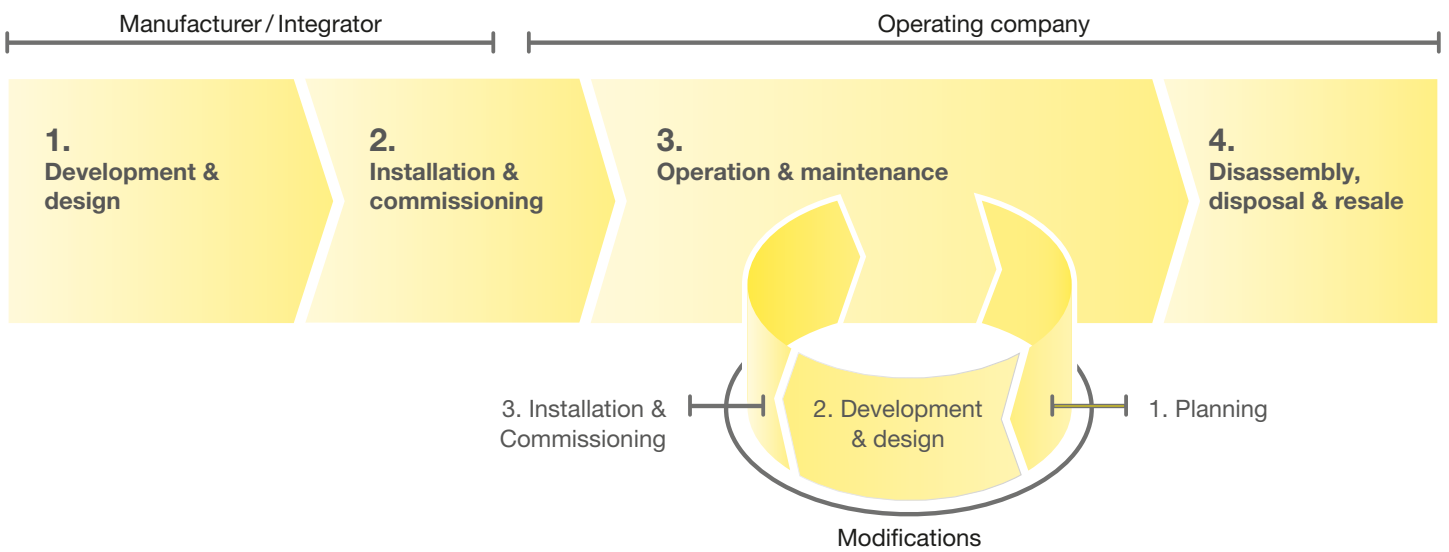 Manufacturer / Integrator
Operating company
1.
Development &
design
2.
Installation &
commissioning
3.
Operation & maintenance
4.
Disassembly,
disposal & resale
3. Installation &
Commissioning
2. Development
& design
1. Planning
Modifications